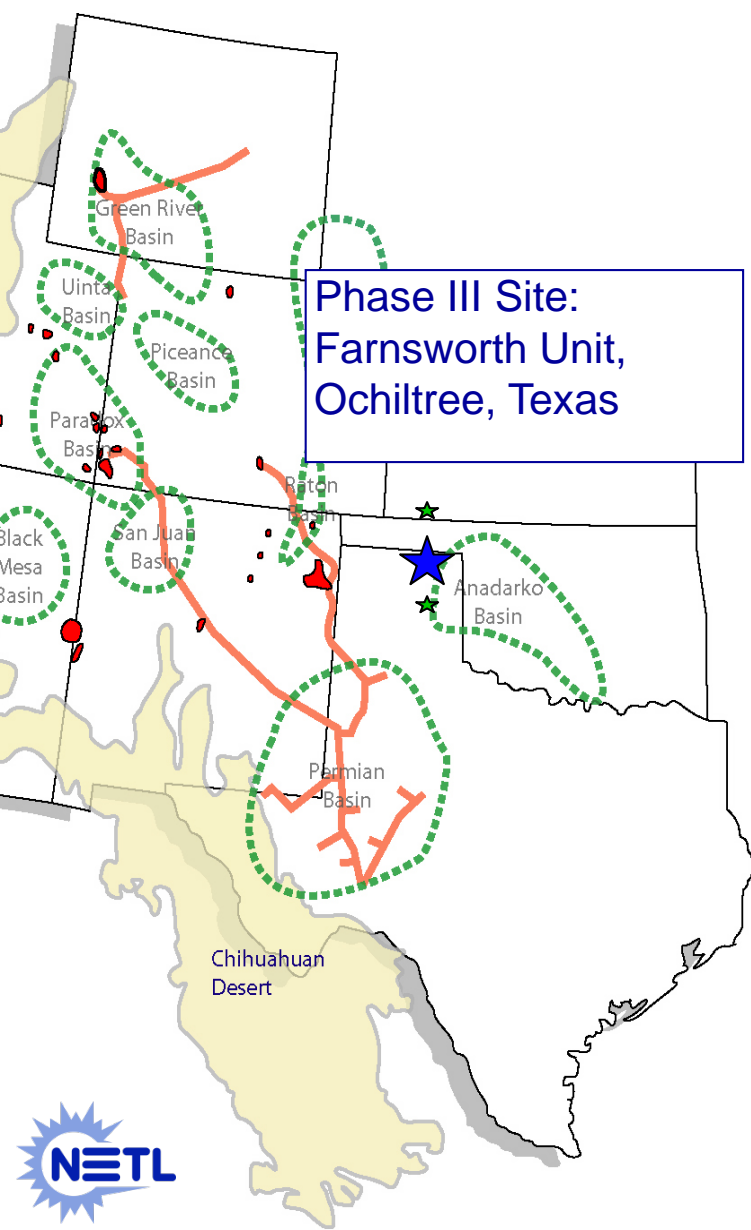 Green River
Basin
Uinta
Basin
Phase III Site:
Farnsworth Unit,
Ochiltree, Texas
Piceance
Basin
Paradox
Basin
Raton
Basin
Black
Mesa
Basin
San Juan
Basin
Anadarko
Basin
Permian
Basin
Chihuahuan
Desert
NETL